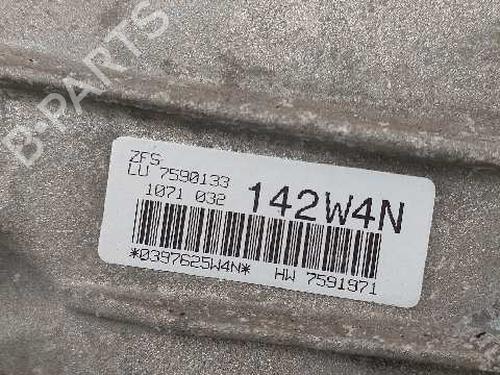 B-PARTS
ZFS
LU 7590133
1071 032 142W4N
*0397625W4N* HW 7591971